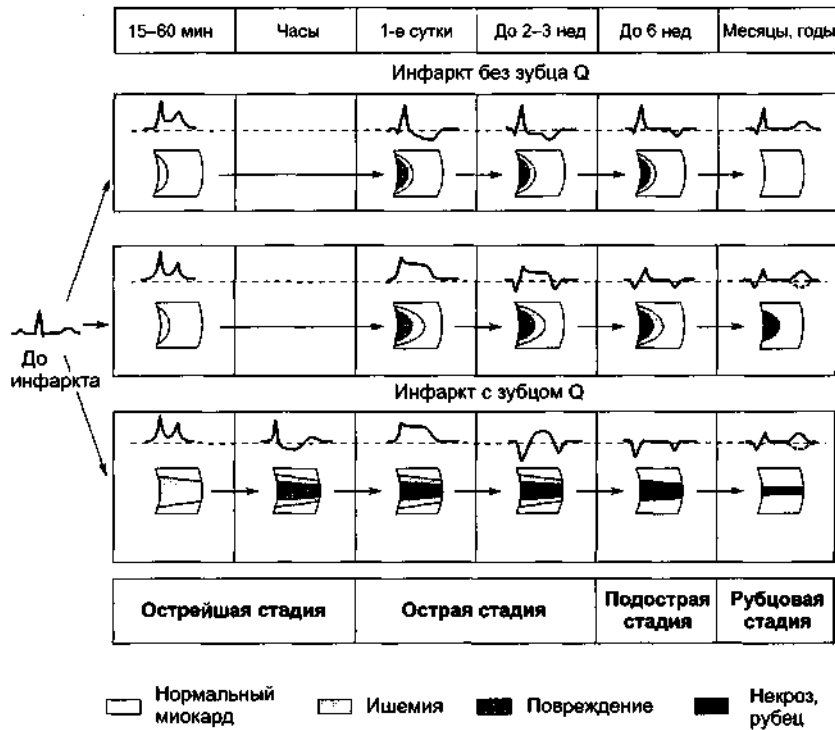 15–60 мин
Часы
1-е сутки
До 2–3 нед
До 6 нед
Месяцы, годы
Инфаркт без зубца Q
До
инфаркта
Инфаркт с зубцом Q
Острейшая стадия
Острая стадия
Подострая
стадия
Рубцовая
стадия
Нормальный
миокард
Ишемия
Повреждение
Некроз,
рубец